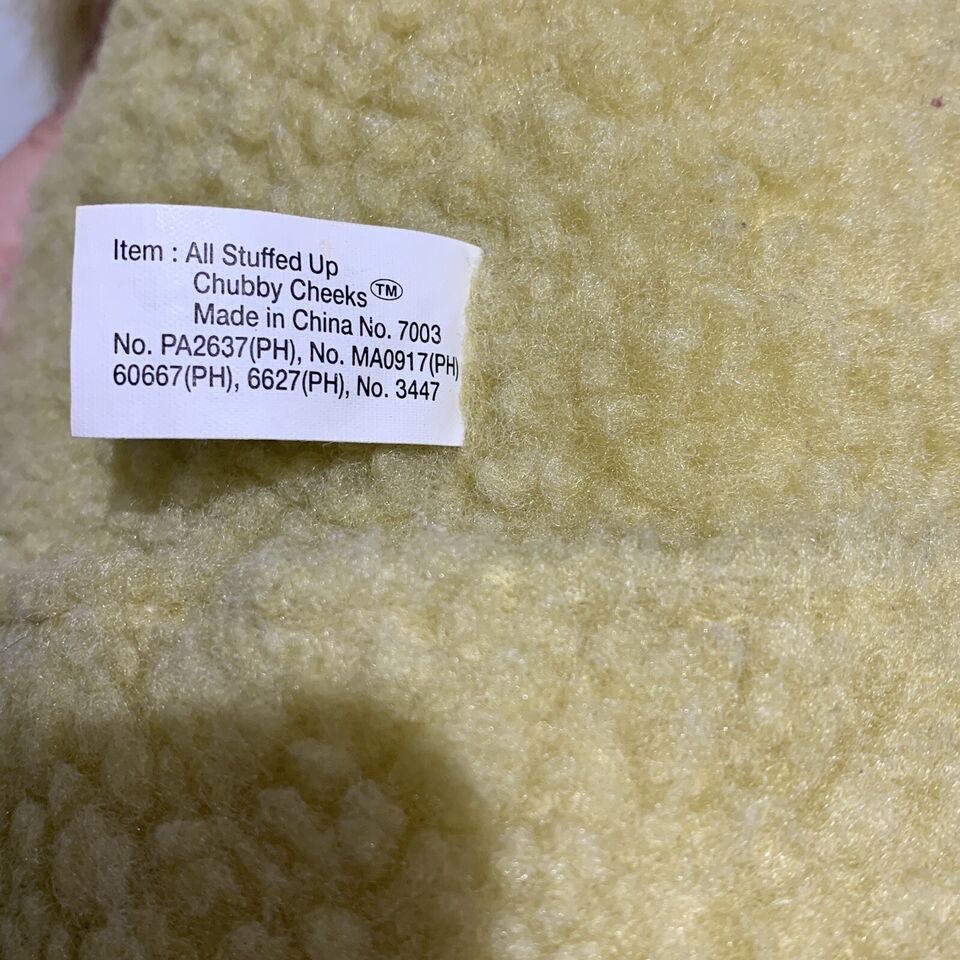 Item : All Stuffed Up
Chubby Cheeks™
Made in China No. 7003
No. PA2637(PH), No. MA0917(PH)
60667(PH), 6627(PH), No. 3447